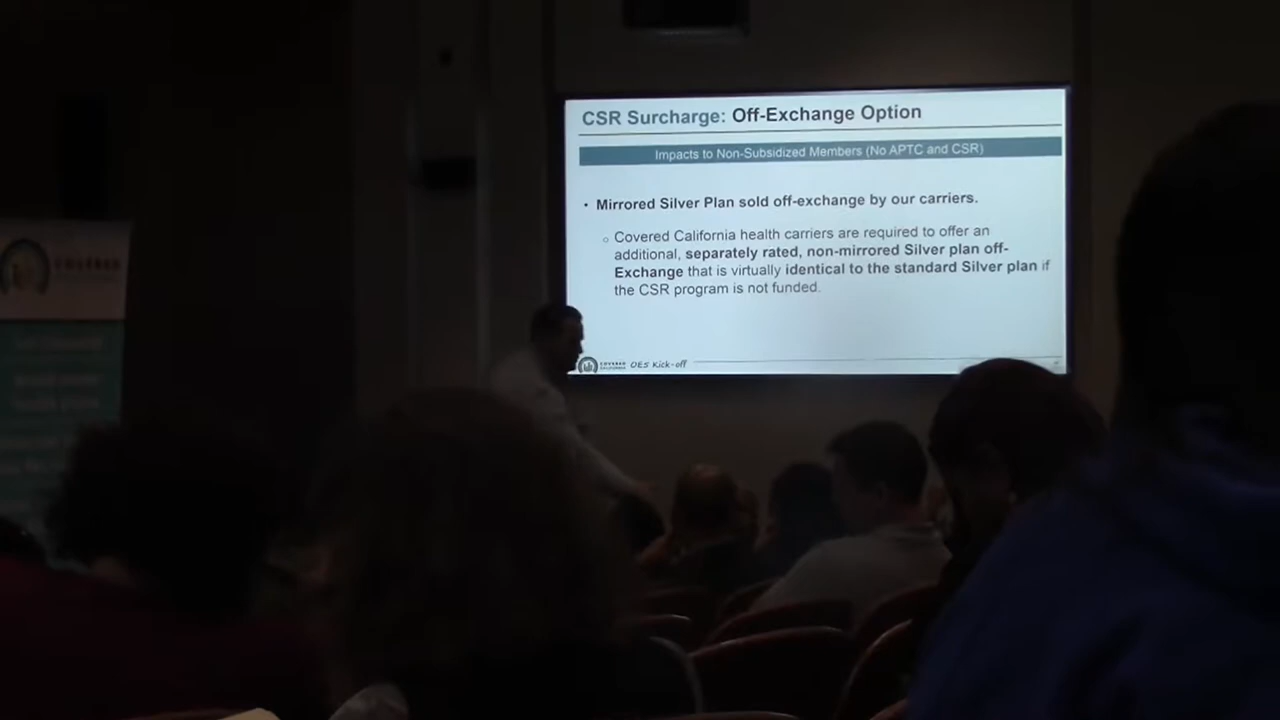 CSR Surcharge: Off-Exchange Option
Impacts to Non-Subsidized Members (No APTC and CSR)
• Mirrored Silver Plan sold off-exchange by our carriers.
○ Covered California health carriers are required to offer an
additional, separately rated, non-mirrored Silver plan off-
Exchange that is virtually identical to the standard Silver plan if
the CSR program is not funded.
COVERED
CALIFORNIA
OE5 Kick-off